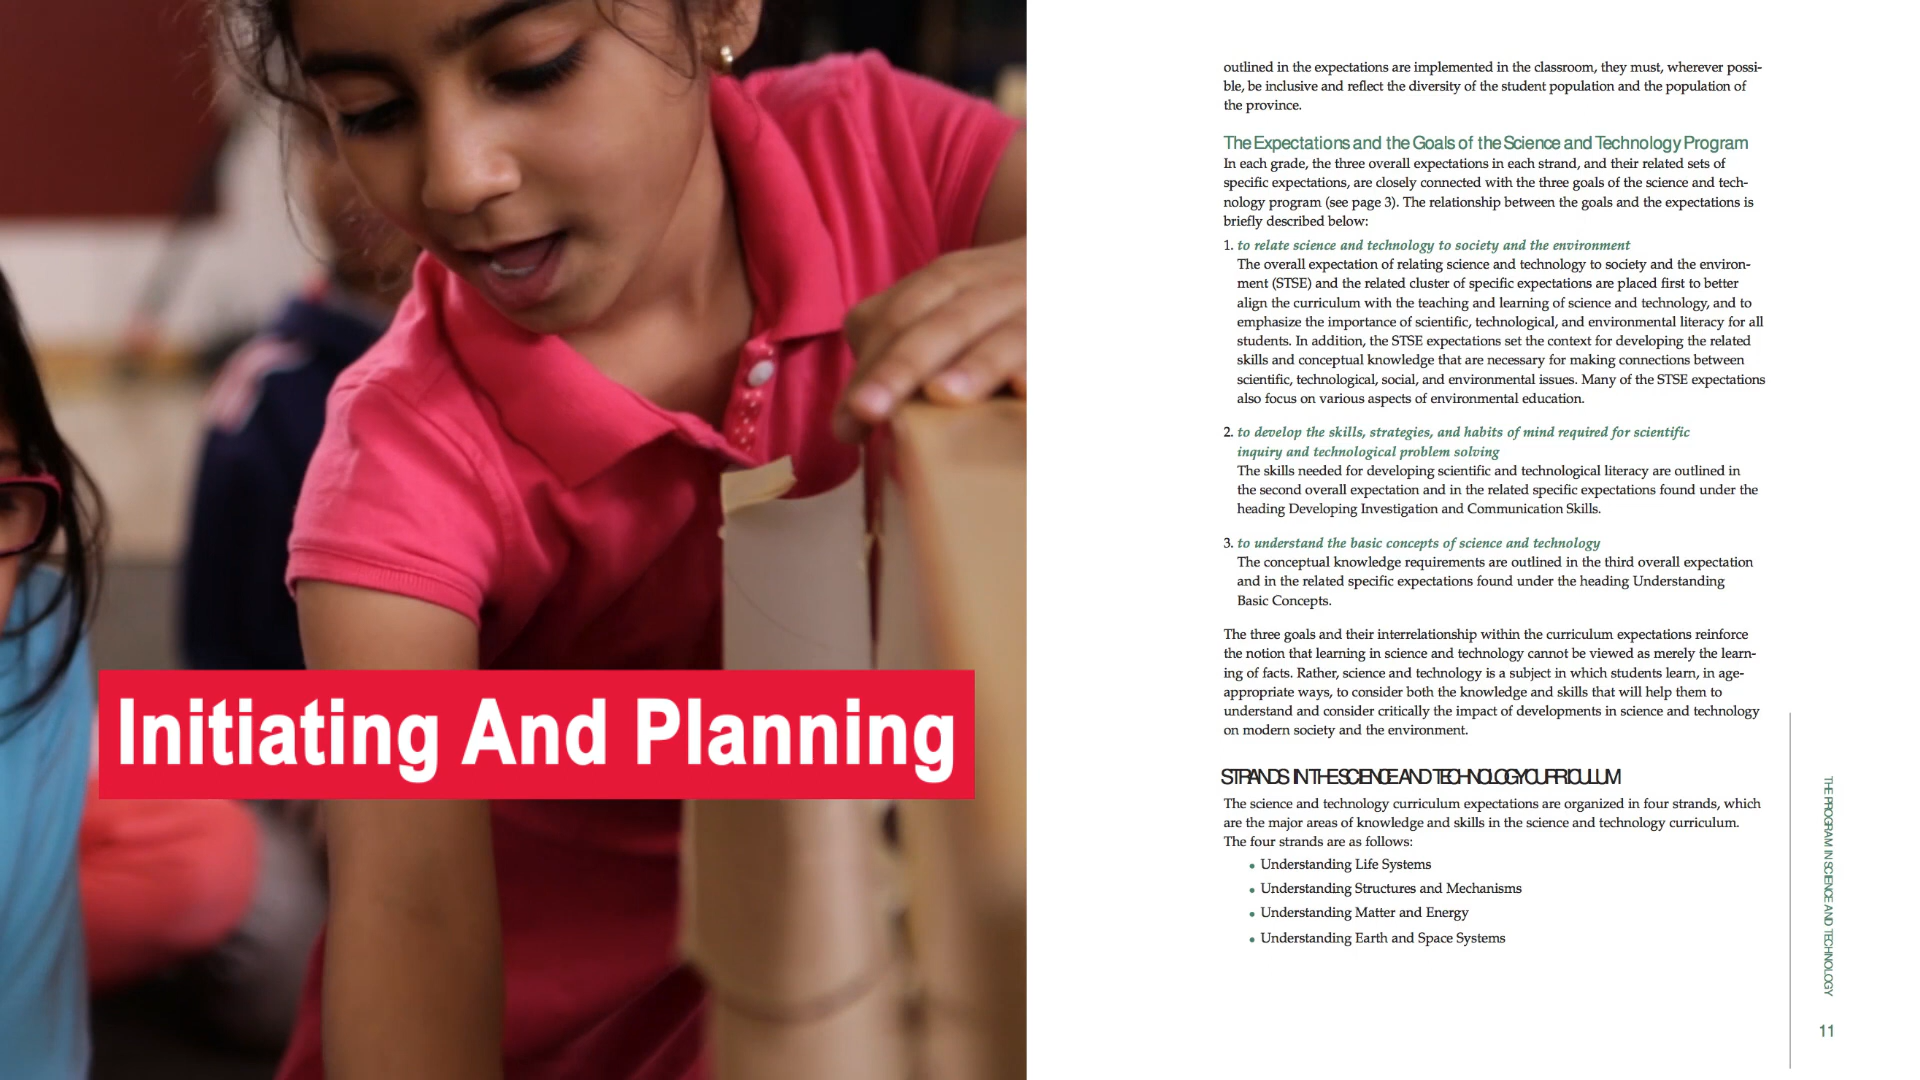 Initiating And Planning
outlined in the expectations are implemented in the classroom, they must, wherever possi-
ble, be inclusive and reflect the diversity of the student population and the population of
the province.
The Expectations and the Goals of the Science and Technology Program
In each grade, the three overall expectations in each strand, and their related sets of
specific expectations, are closely connected with the three goals of the science and tech-
nology program (see page 3). The relationship between the goals and the expectations is
briefly described below:
1. to relate science and technology to society and the environment
The overall expectation of relating science and technology to society and the environ-
ment (STSE) and the related cluster of specific expectations are placed first to better
align the curriculum with the teaching and learning of science and technology, and to
emphasize the importance of scientific, technological, and environmental literacy for all
students. In addition, the STSE expectations set the context for developing the related
skills and conceptual knowledge that are necessary for making connections between
scientific, technological, social, and environmental issues. Many of the STSE expectations
also focus on various aspects of environmental education.
2. to develop the skills, strategies, and habits of mind required for scientific
inquiry and technological problem solving
The skills needed for developing scientific and technological literacy are outlined in
the second overall expectation and in the related specific expectations found under the
heading Developing Investigation and Communication Skills.
3. to understand the basic concepts of science and technology
The conceptual knowledge requirements are outlined in the third overall expectation
and in the related specific expectations found under the heading Understanding
Basic Concepts.
The three goals and their interrelationship within the curriculum expectations reinforce
the notion that learning in science and technology cannot be viewed as merely the learn-
ing of facts. Rather, science and technology is a subject in which students learn, in age-
appropriate ways, to consider both the knowledge and skills that will help them to
understand and consider critically the impact of developments in science and technology
on modern society and the environment.
STRANDS IN THE SCIENCE AND TECHNOLOGY CURRICULUM
The science and technology curriculum expectations are organized in four strands, which
are the major areas of knowledge and skills in the science and technology curriculum.
The four strands are as follows:
• Understanding Life Systems
• Understanding Structures and Mechanisms
• Understanding Matter and Energy
• Understanding Earth and Space Systems
THE PROGRAM IN SCIENCE AND TECHNOLOGY
11